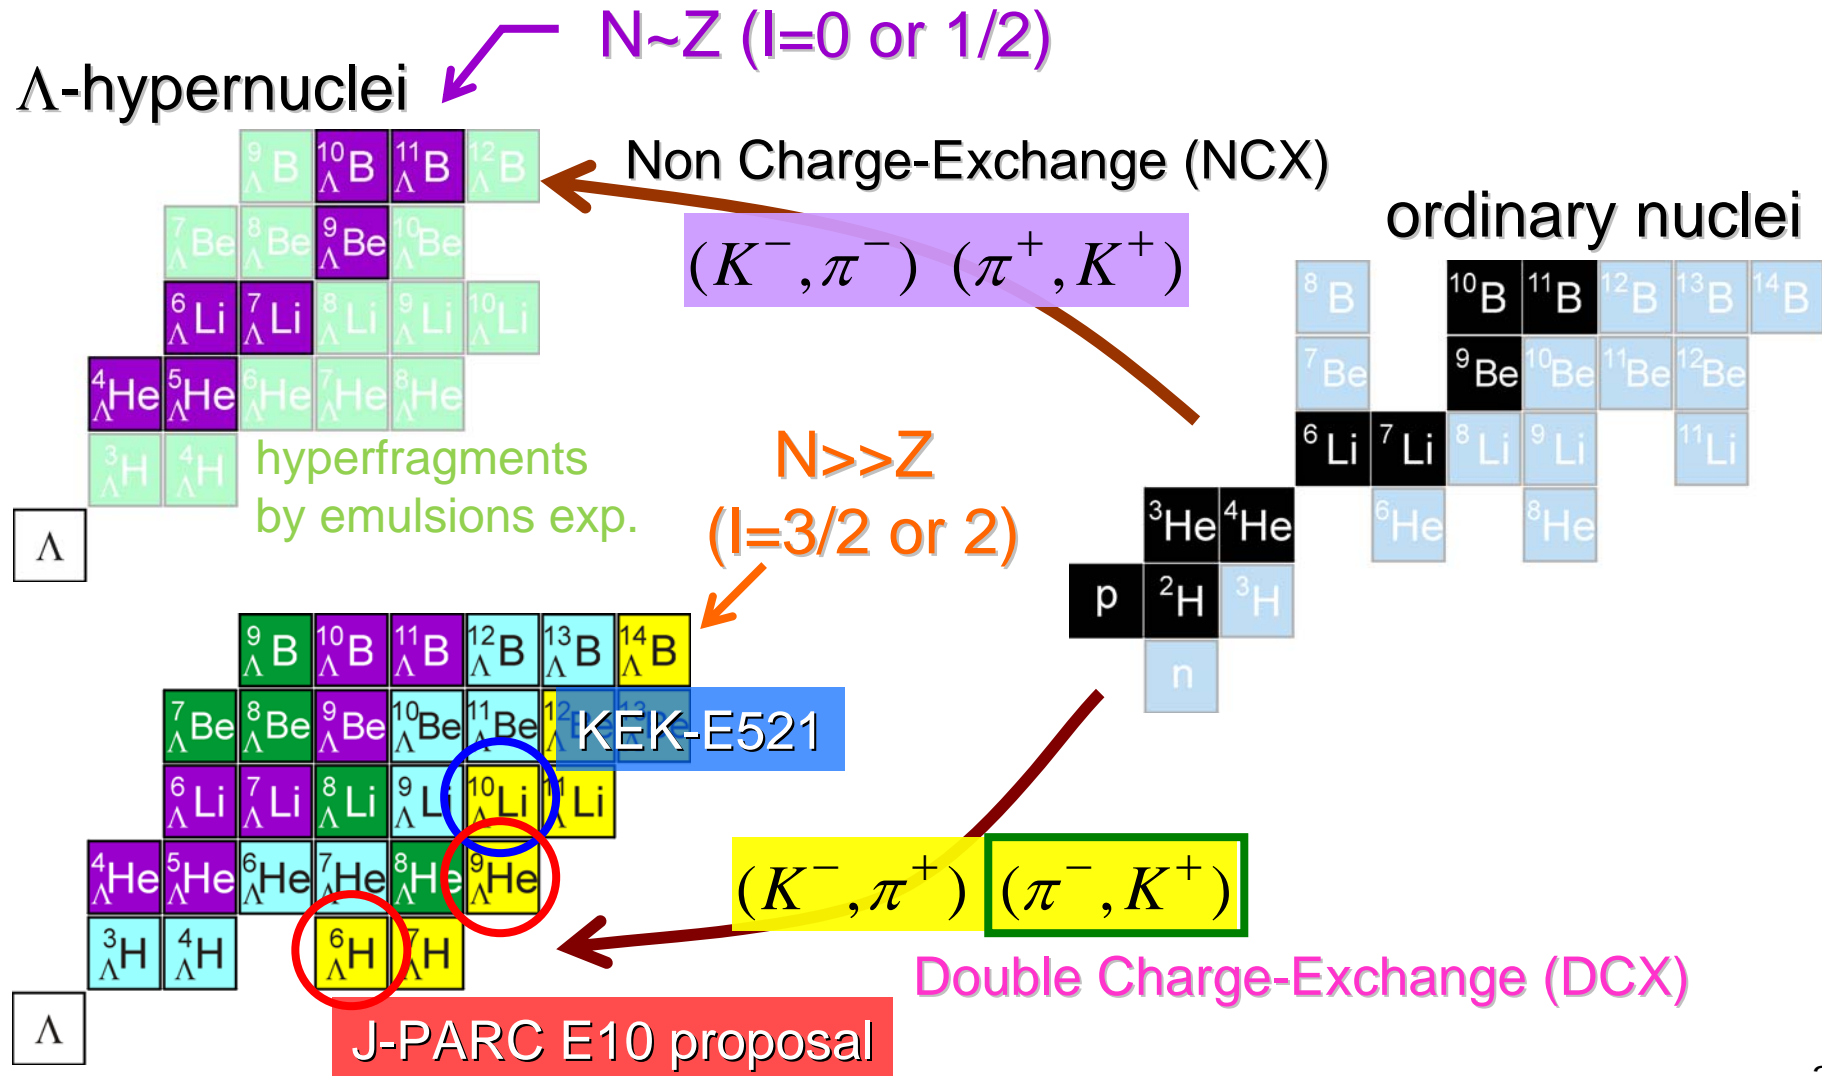 N~Z (I=0 or 1/2)
Λ-hypernuclei
Non Charge-Exchange (NCX)
(K⁻,π⁻) (π⁺,K⁺)
ordinary nuclei
⁹ΛB ¹⁰ΛB ¹¹ΛB ¹²ΛB
⁷ΛBe ⁸ΛBe ⁹ΛBe ¹⁰ΛBe
⁶ΛLi ⁷ΛLi ⁸ΛLi ⁹ΛLi ¹⁰ΛLi
⁴ΛHe ⁵ΛHe ⁶ΛHe ⁷ΛHe ⁸ΛHe
³ΛH ⁴ΛH
Λ
hyperfragments
by emulsions exp.
N>>Z
(I=3/2 or 2)
⁸B ¹⁰B ¹¹B ¹²B ¹³B ¹⁴B
⁷Be ⁹Be ¹⁰Be ¹¹Be ¹²Be
⁶Li ⁷Li ⁸Li ⁹Li ¹¹Li
³He ⁴He ⁶He ⁸He
p ²H ³H
n
⁹ΛB ¹⁰ΛB ¹¹ΛB ¹²ΛB ¹³ΛB ¹⁴ΛB
⁷ΛBe ⁸ΛBe ⁹ΛBe ¹⁰ΛBe ¹¹ΛBe ¹²ΛBe ¹³ΛBe
KEK-E521
⁶ΛLi ⁷ΛLi ⁸ΛLi ⁹ΛLi ¹⁰ΛLi ¹¹ΛLi
⁴ΛHe ⁵ΛHe ⁶ΛHe ⁷ΛHe ⁸ΛHe ⁹ΛHe
³ΛH ⁴ΛH ⁶ΛH ⁷ΛH
Λ
(K⁻,π⁺) (π⁻,K⁺)
Double Charge-Exchange (DCX)
J-PARC E10 proposal